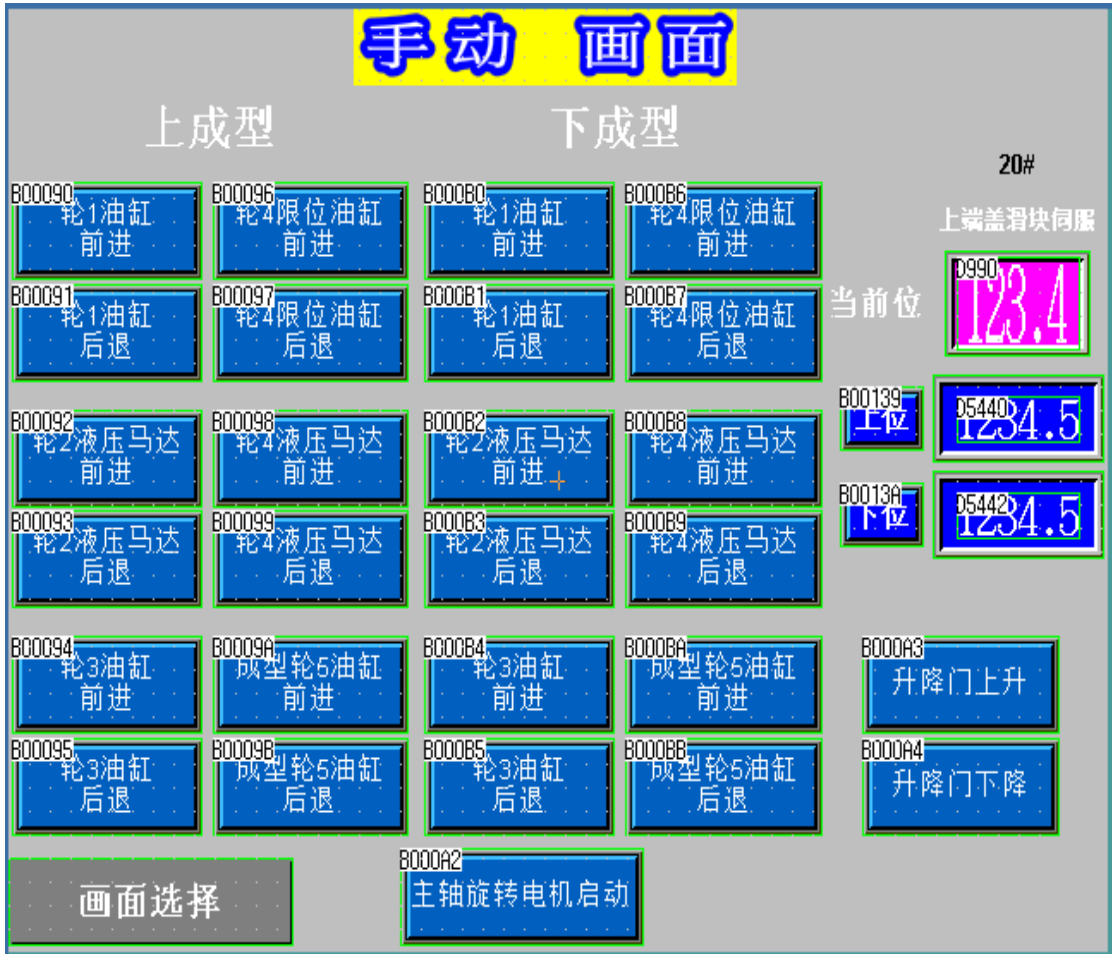 手动 画面
上成型 下成型
20#
上端盖滑块伺服
B00090 B00096 B000B0 B000B6
轮1油缸 轮4限位油缸 轮1油缸 轮4限位油缸
前进 前进 前进 前进
D990
123.4
当前位
B00091 B00097 B000B1 B000B7
轮1油缸 轮4限位油缸 轮1油缸 轮4限位油缸
后退 后退 后退 后退
B00139 D5440
上位 1234.5
B00092 B00098 B000B2 B000B8
轮2液压马达 轮4液压马达 轮2液压马达 轮4液压马达
前进 前进 前进 前进
B0013A D5442
下位 1234.5
B00093 B00099 B000B3 B000B9
轮2液压马达 轮4液压马达 轮2液压马达 轮4液压马达
后退 后退 后退 后退
B00094 B0009A B000B4 B000BA B000A3
轮3油缸 成型轮5油缸 轮3油缸 成型轮5油缸 升降门上升
前进 前进 前进 前进
B00095 B0009B B000B5 B000BB B000A4
轮3油缸 成型轮5油缸 轮3油缸 成型轮5油缸 升降门下降
后退 后退 后退 后退
B000A2
画面选择 主轴旋转电机启动